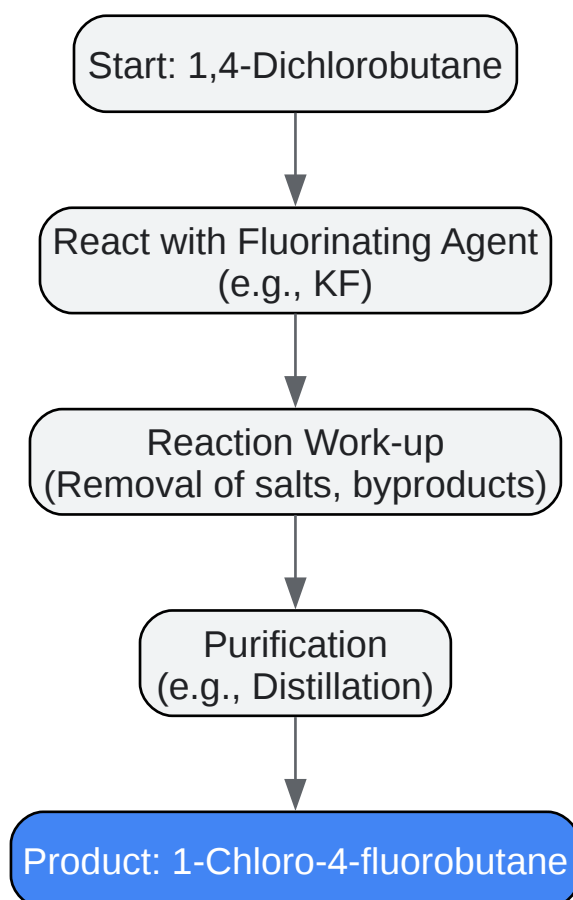 Start: 1,4-Dichlorobutane
React with Fluorinating Agent
(e.g., KF)
Reaction Work-up
(Removal of salts, byproducts)
Purification
(e.g., Distillation)
Product: 1-Chloro-4-fluorobutane